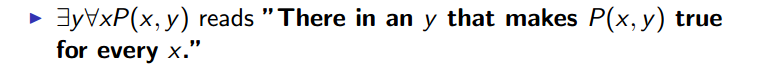 ▶ ∃y∀xP(x, y) reads ”There in an y that makes P(x, y) true
for every x.”